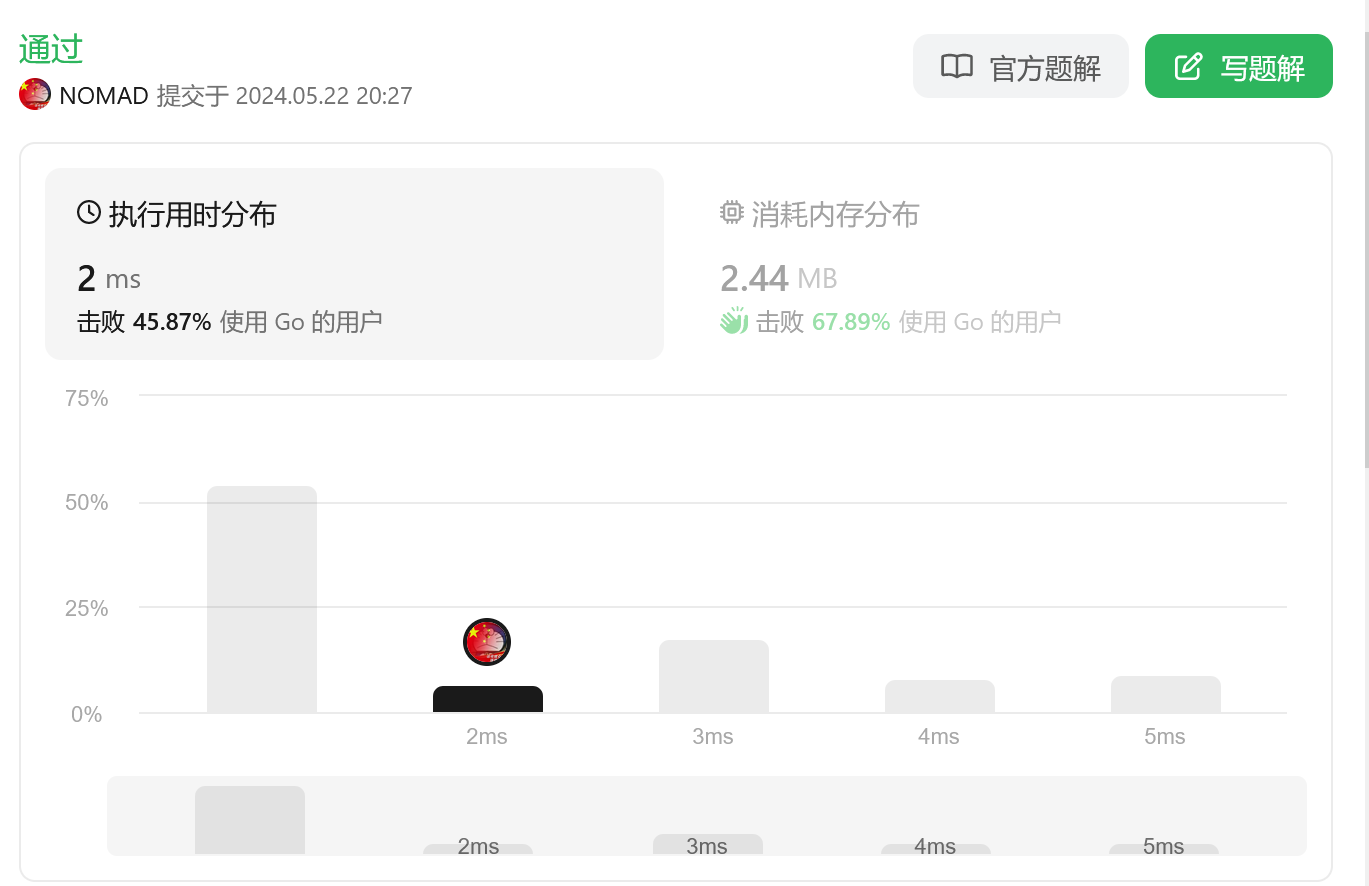 通过
官方题解
写题解
NOMAD 提交于 2024.05.22 20:27
执行用时分布
2 ms
击败 45.87% 使用 Go 的用户
消耗内存分布
2.44 MB
击败 67.89% 使用 Go 的用户
75%
50%
25%
0%
2ms 3ms 4ms 5ms
2ms 3ms 4ms 5ms